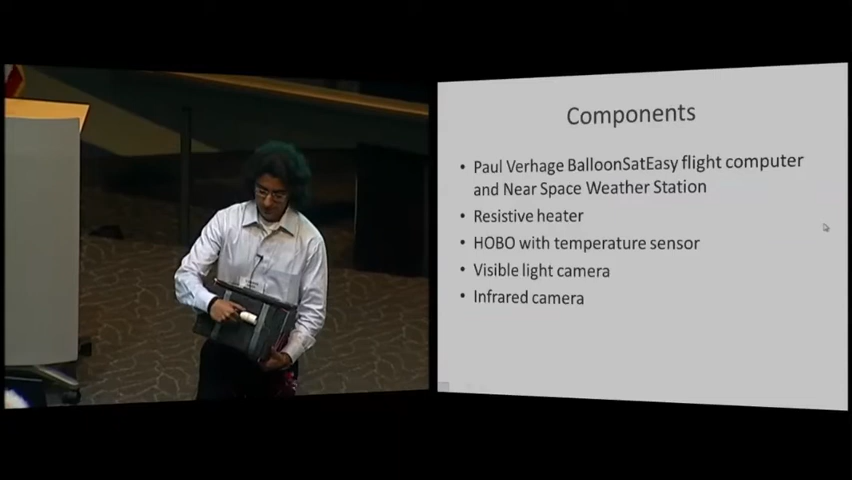 Components
• Paul Verhage BalloonSatEasy flight computer
and Near Space Weather Station
• Resistive heater
• HOBO with temperature sensor
• Visible light camera
• Infrared camera